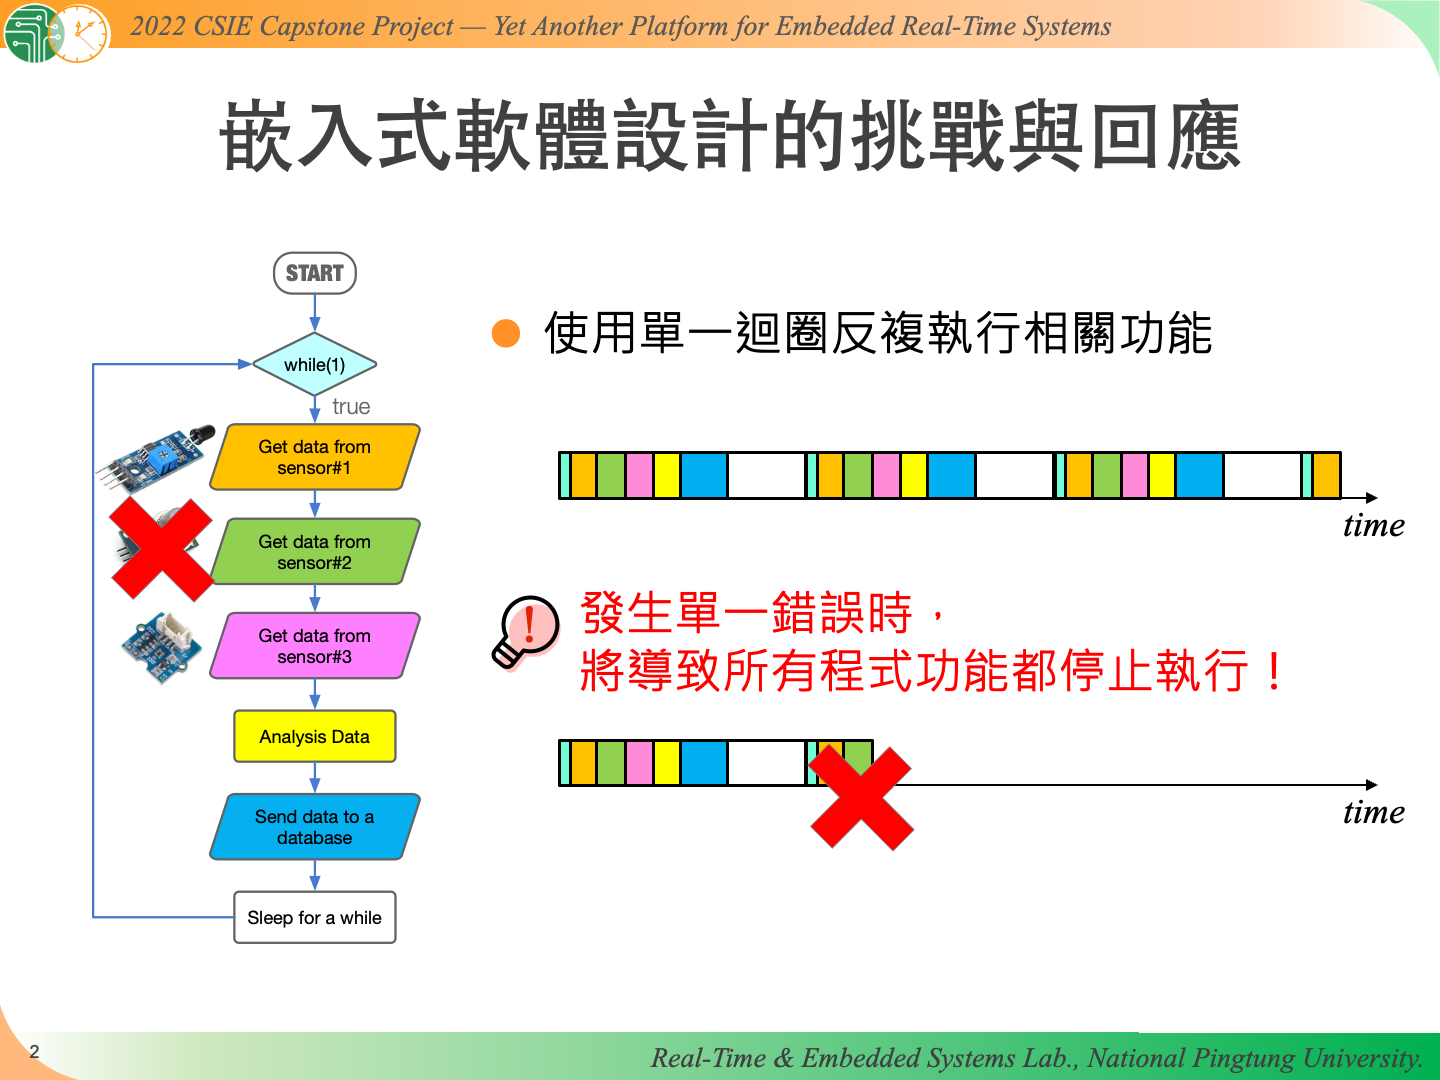 2022 CSIE Capstone Project — Yet Another Platform for Embedded Real-Time Systems
嵌入式軟體設計的挑戰與回應
START
while(1)
true
Get data from
sensor#1
Get data from
sensor#2
Get data from
sensor#3
Analysis Data
Send data to a
database
Sleep for a while
使用單一迴圈反複執行相關功能
time
發生單一錯誤時，
將導致所有程式功能都停止執行！
time
2
Real-Time & Embedded Systems Lab., National Pingtung University.